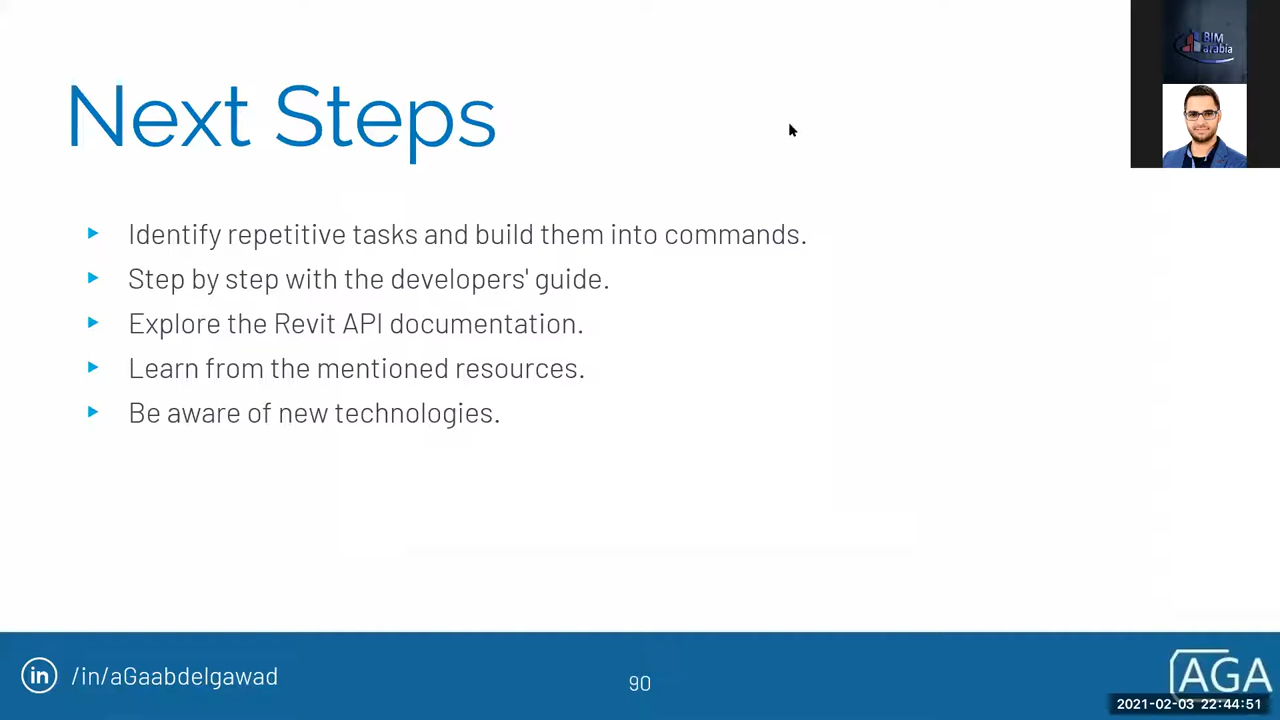 BIM
arabia
Next Steps
Identify repetitive tasks and build them into commands.
Step by step with the developers' guide.
Explore the Revit API documentation.
Learn from the mentioned resources.
Be aware of new technologies.
in /in/aGaabdelgawad
90
AGA
2021-02-03 22:44:51